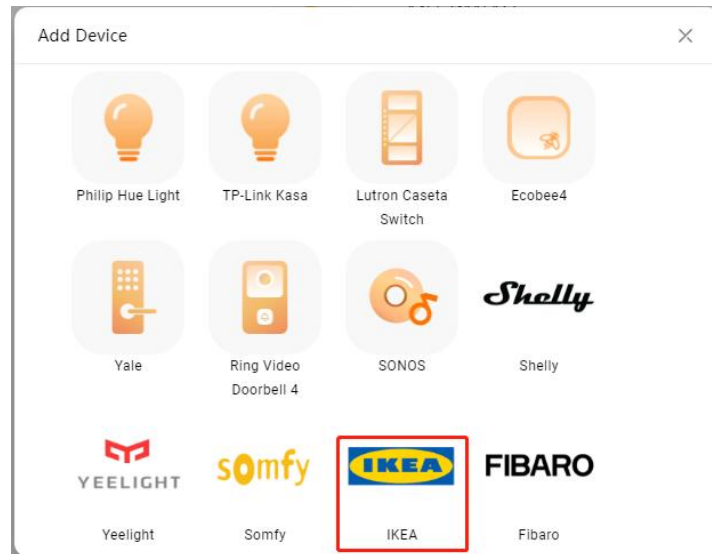 Add Device
Philip Hue Light
TP-Link Kasa
Lutron Caseta
Switch
Ecobee4
Yale
Ring Video
Doorbell 4
SONOS
Shelly
Shelly
YEELIGHT
somfy
IKEA
FIBARO
Yeelight
Somfy
IKEA
Fibaro